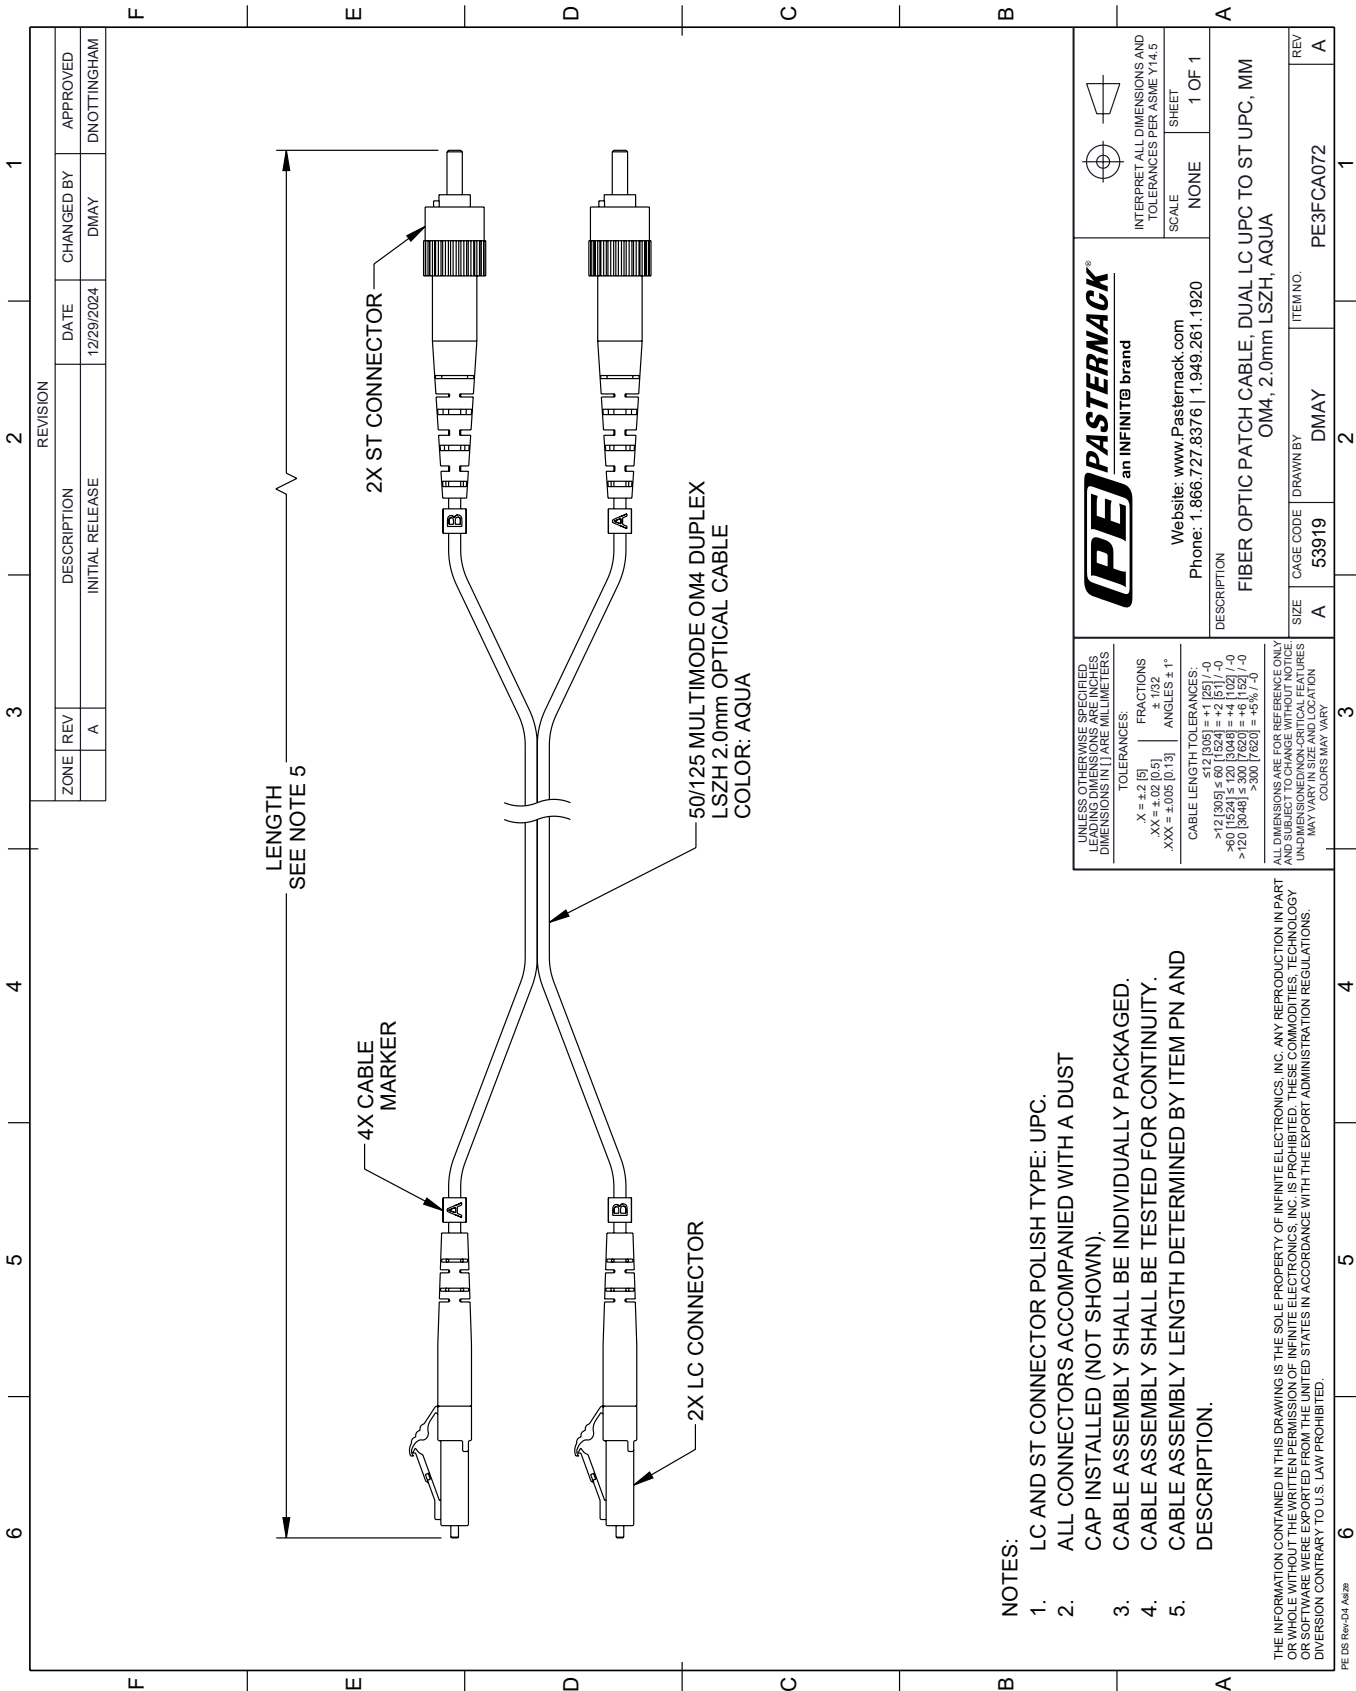 6
5
4
3
2
1
F
E
D
C
B
A
REVISION
ZONE REV DESCRIPTION DATE CHANGED BY APPROVED
A INITIAL RELEASE 12/29/2024 DMAY DNOTTINGHAM
LENGTH
SEE NOTE 5
4X CABLE
MARKER
2X ST CONNECTOR
A
B
B
A
2X LC CONNECTOR
50/125 MULTIMODE OM4 DUPLEX
LSZH 2.0mm OPTICAL CABLE
COLOR: AQUA
NOTES:
1. LC AND ST CONNECTOR POLISH TYPE: UPC.
2. ALL CONNECTORS ACCOMPANIED WITH A DUST
CAP INSTALLED (NOT SHOWN).
3. CABLE ASSEMBLY SHALL BE INDIVIDUALLY PACKAGED.
4. CABLE ASSEMBLY SHALL BE TESTED FOR CONTINUITY.
5. CABLE ASSEMBLY LENGTH DETERMINED BY ITEM PN AND
DESCRIPTION.
THE INFORMATION CONTAINED IN THIS DRAWING IS THE SOLE PROPERTY OF INFINITE ELECTRONICS, INC. ANY REPRODUCTION IN PART
OR WHOLE WITHOUT THE WRITTEN PERMISSION OF INFINITE ELECTRONICS, INC. IS PROHIBITED. THESE COMMODITIES, TECHNOLOGY
OR SOFTWARE WERE EXPORTED FROM THE UNITED STATES IN ACCORDANCE WITH THE EXPORT ADMINISTRATION REGULATIONS.
DIVERSION CONTRARY TO U.S. LAW PROHIBITED.
UNLESS OTHERWISE SPECIFIED
LEADING DIMENSIONS ARE INCHES
DIMENSIONS IN [ ] ARE MILLIMETERS
TOLERANCES:
.X = ±.2 [5] FRACTIONS
.XX = ±.02 [0.5] ± 1/32
.XXX = ±.005 [0.13] ANGLES ± 1°
CABLE LENGTH TOLERANCES:
≤12 [305] = +1 [25] / -0
>12 [305] ≤ 60 [1524] = +2 [51] / -0
>60 [1524] ≤ 120 [3048] = +4 [102] / -0
>120 [3048] ≤ 300 [7620] = +6 [152] / -0
>300 [7620] = +5% / -0
ALL DIMENSIONS ARE FOR REFERENCE ONLY
AND SUBJECT TO CHANGE WITHOUT NOTICE.
UN-DIMENSIONED/NON-CRITICAL FEATURES
MAY VARY IN SIZE AND LOCATION
COLORS MAY VARY
PE PASTERNACK®
an INFINIT® brand
Website: www.Pasternack.com
Phone: 1.866.727.8376 | 1.949.261.1920
INTERPRET ALL DIMENSIONS AND
TOLERANCES PER ASME Y14.5
SCALE SHEET
NONE 1 OF 1
DESCRIPTION
FIBER OPTIC PATCH CABLE, DUAL LC UPC TO ST UPC, MM
OM4, 2.0mm LSZH, AQUA
SIZE CAGE CODE DRAWN BY ITEM NO. REV
A 53919 DMAY PE3FCA072 A
PE DS Rev-D4 Asize
6
5
4
3
2
1
F
E
D
C
B
A